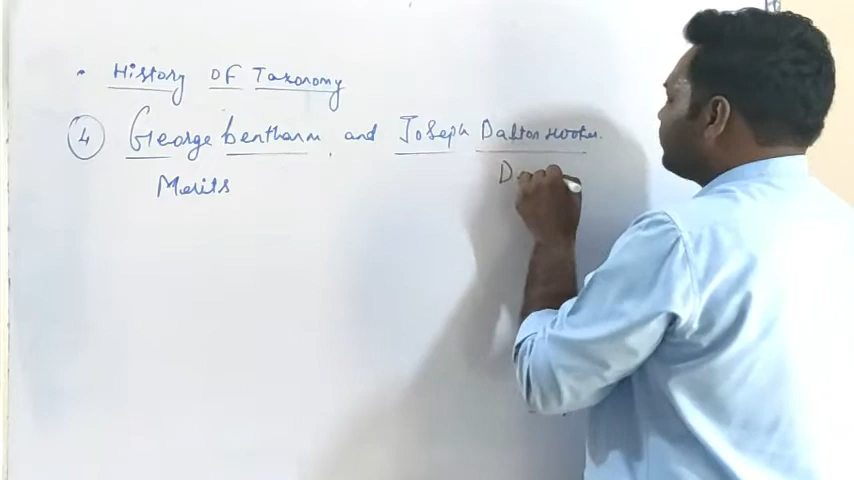 • History OF Taxonomy
4 George bentham and Joseph Dalton Hooker.
Merits D